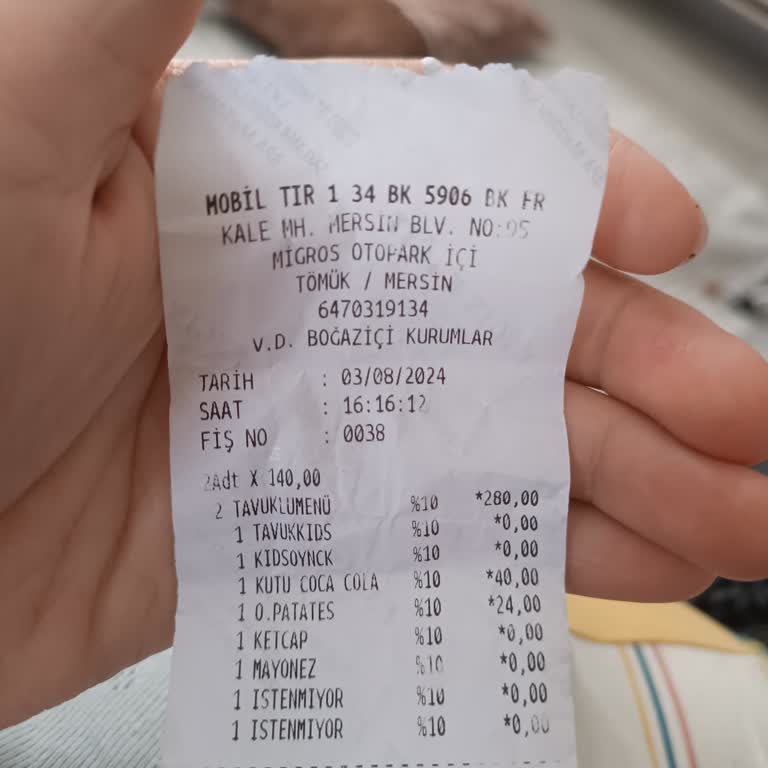 MOBİL TIR 1 34 BK 5906 BK FR
KALE MH. MERSİN BLV. NO:95
MİGROS OTOPARK İÇİ
TÖMÜK / MERSİN
6470319134
V.D. BOĞAZİÇİ KURUMLAR
TARİH : 03/08/2024
SAAT : 16:16:12
FİŞ NO : 0038
2Adt X 140,00
2 TAVUKLUMENÜ %10 *280,00
1 TAVUKKIDS %10 *0,00
1 KIDSOYNCK %10 *0,00
1 KUTU COCA COLA %10 *40,00
1 O.PATATES %10 *24,00
1 KETCAP %10 *0,00
1 MAYONEZ %10 *0,00
1 ISTENMIYOR %10 *0,00
1 ISTENMIYOR %10 *0,00